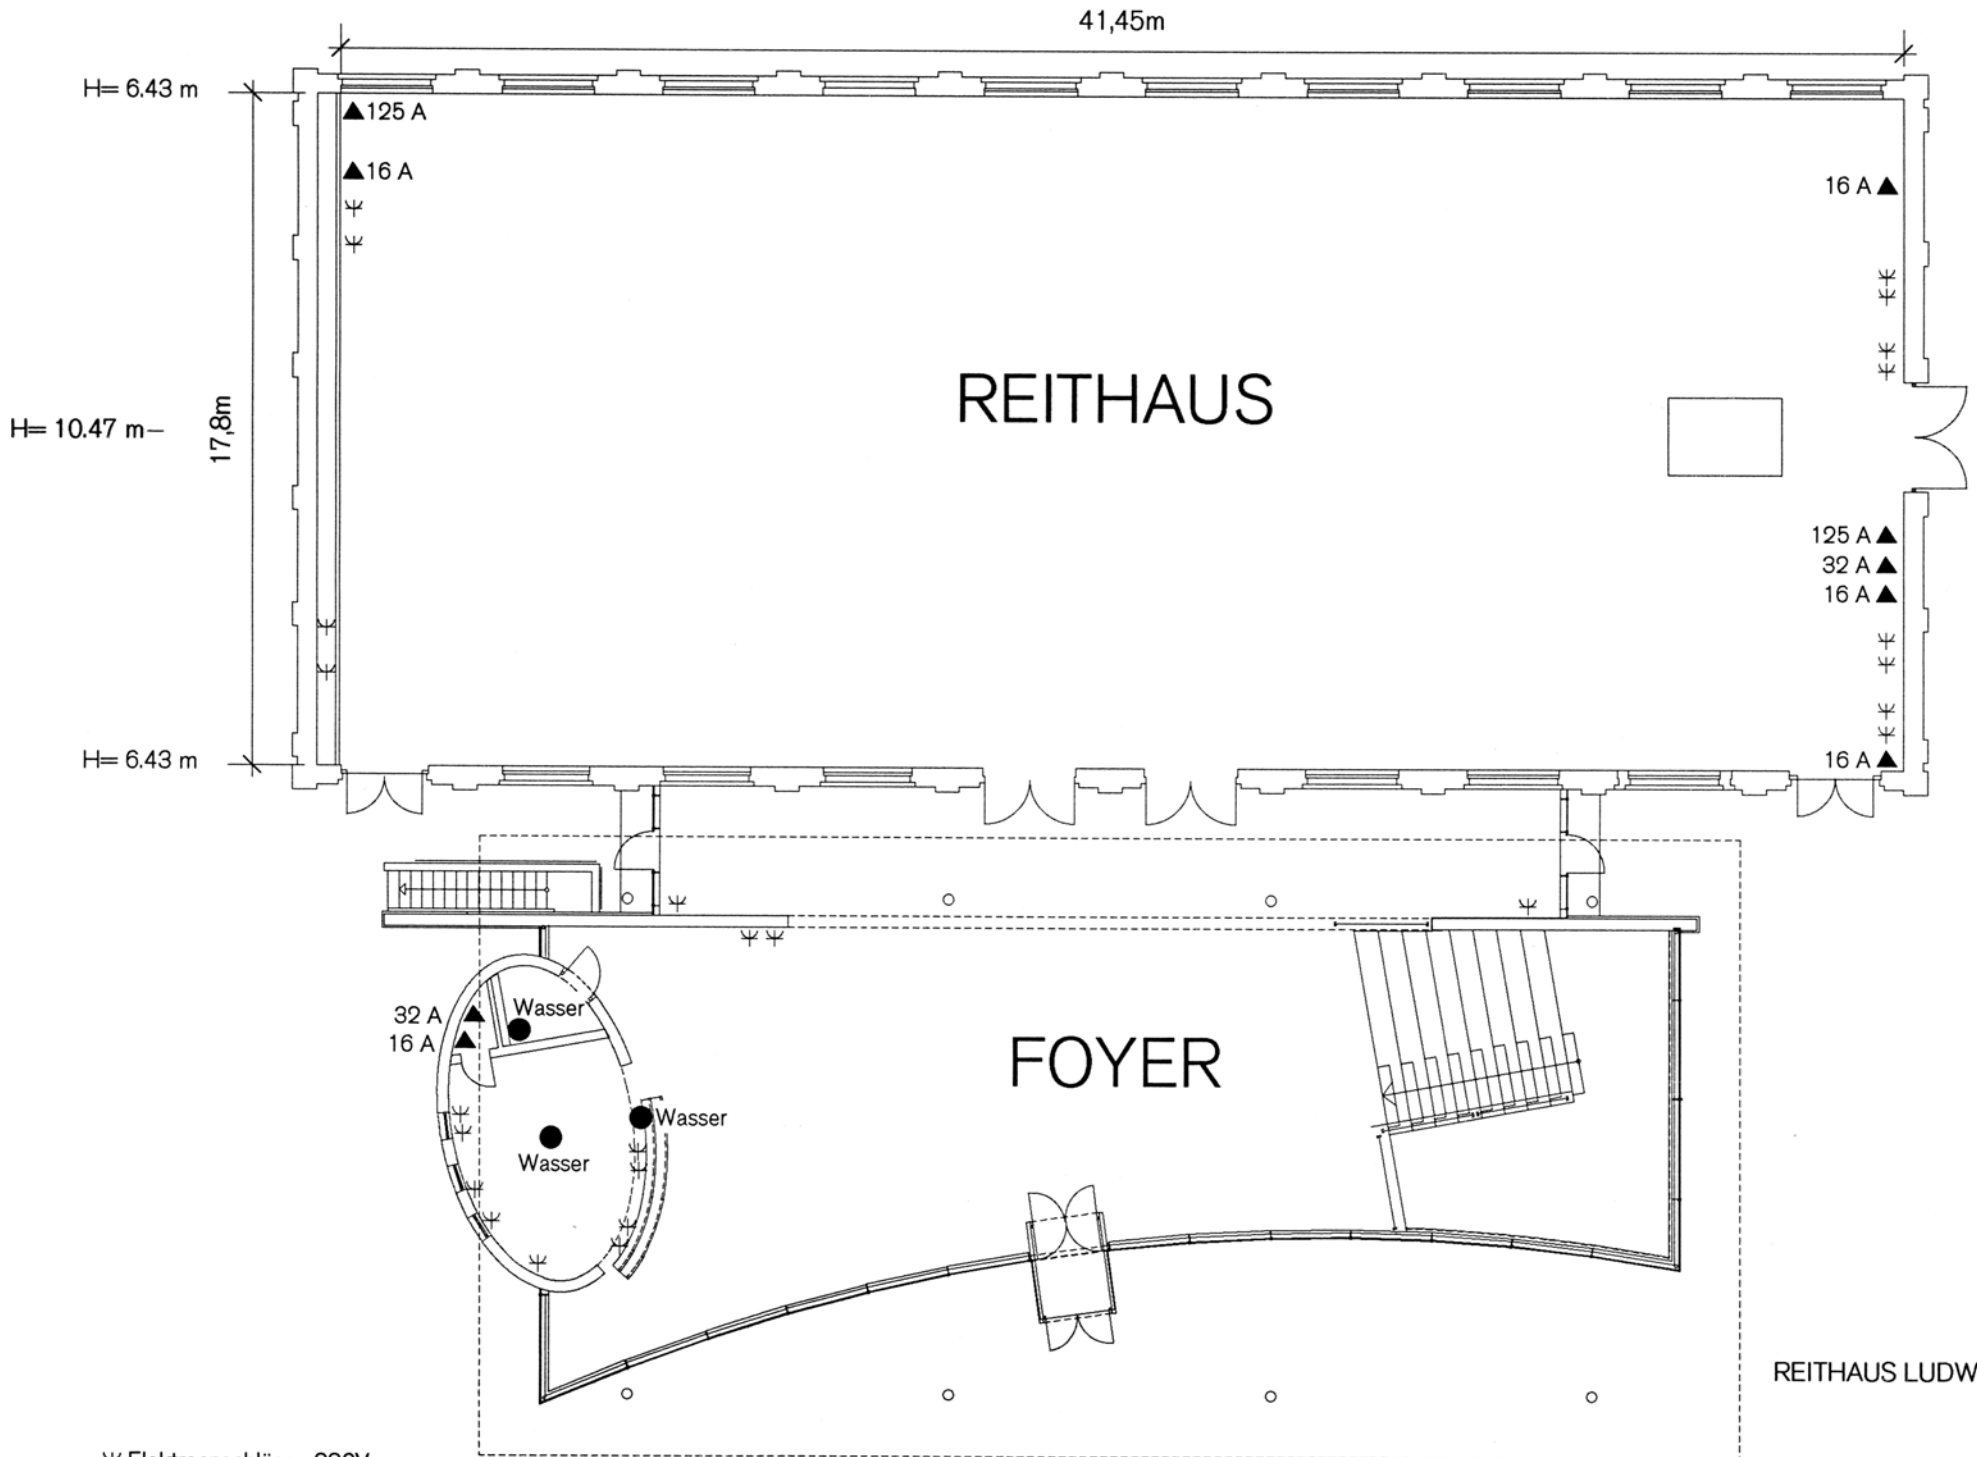 41,45m
H= 6.43 m
125 A
16 A
16 A
REITHAUS
H= 10.47 m
17,8m
125 A
32 A
16 A
H= 6.43 m
16 A
Wasser
32 A
16 A
FOYER
Wasser
Wasser
REITHAUS LUDW